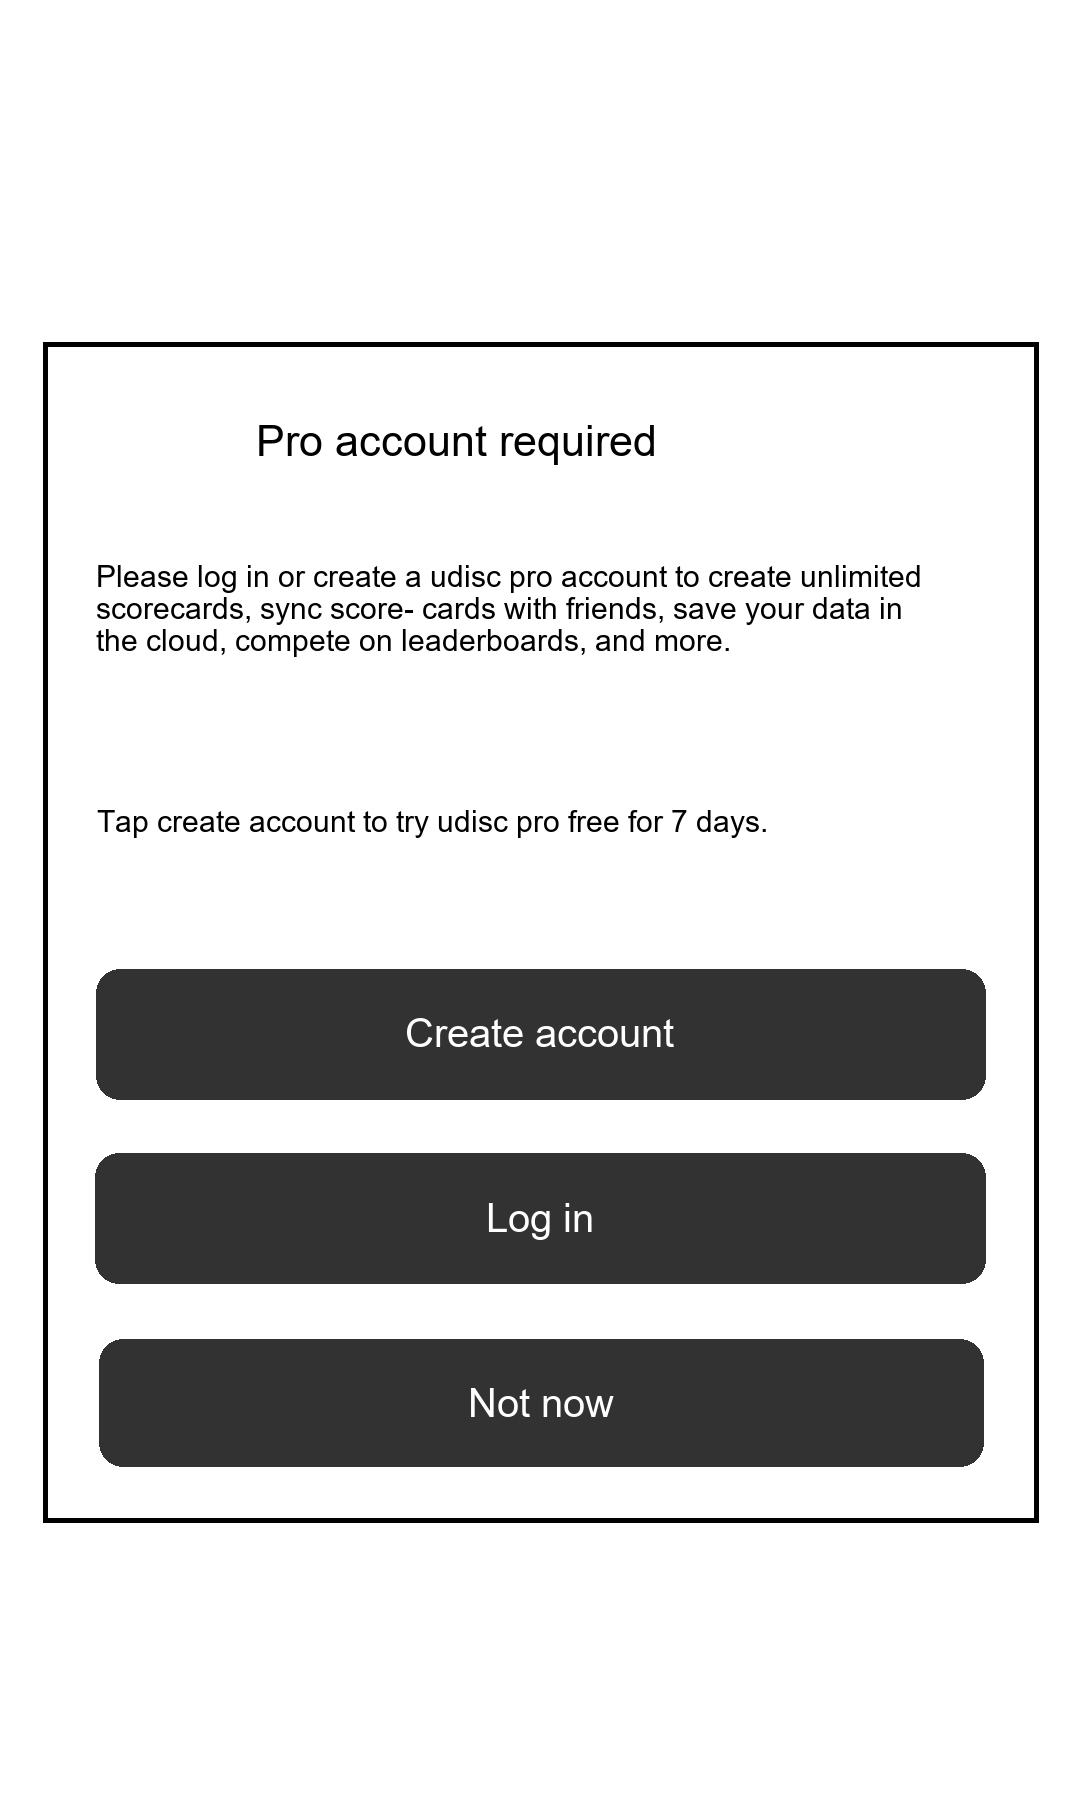 Pro account required
Please log in or create a udisc pro account to create unlimited
scorecards, sync score- cards with friends, save your data in
the cloud, compete on leaderboards, and more.
Tap create account to try udisc pro free for 7 days.
Create account
Log in
Not now